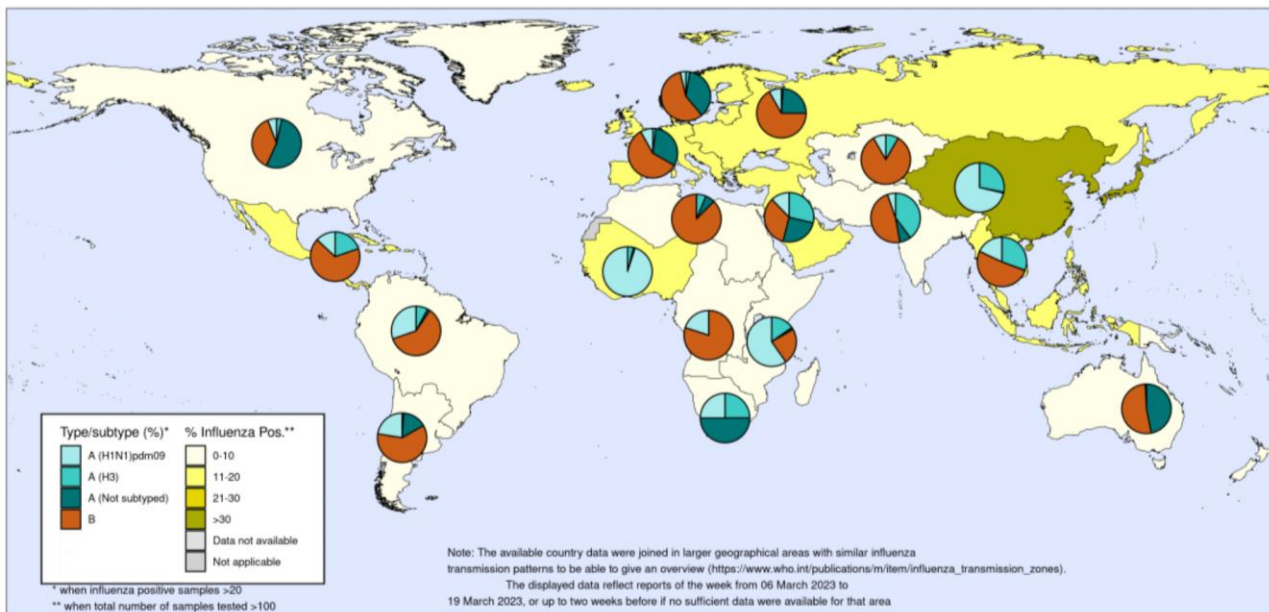 Type/subtype (%)*
A (H1N1)pdm09
A (H3)
A (Not subtyped)
B
% Influenza Pos.**
0-10
11-20
21-30
>30
Data not available
Not applicable
* when influenza positive samples >20
** when total number of samples tested >100
Note: The available country data were joined in larger geographical areas with similar influenza
transmission patterns to be able to give an overview (https://www.who.int/publications/m/item/influenza_transmission_zones).
The displayed data reflect reports of the week from 06 March 2023 to
19 March 2023, or up to two weeks before if no sufficient data were available for that area